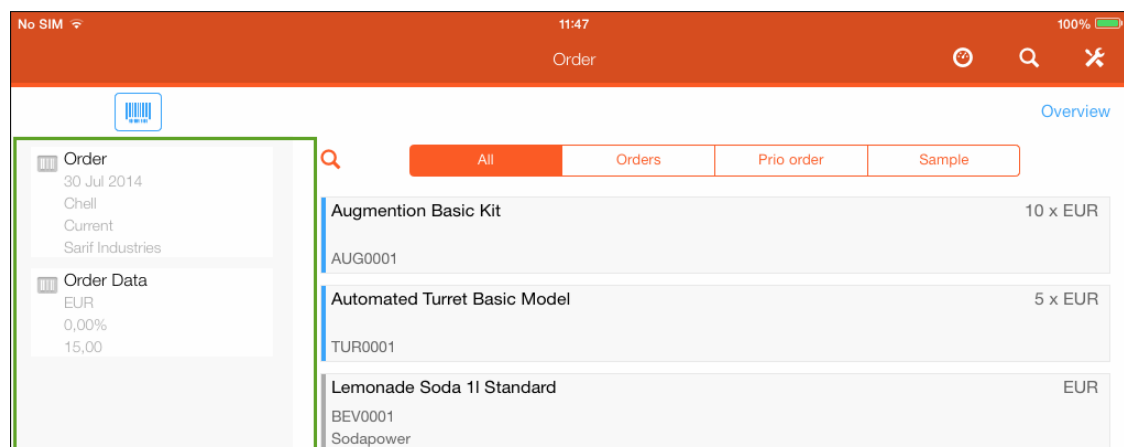 No SIM 11:47 100%
Order
Overview
Order
30 Jul 2014
Chell
Current
Sarif Industries
Order Data
EUR
0,00%
15,00
All Orders Prio order Sample
Augmention Basic Kit 10 x EUR
AUG0001
Automated Turret Basic Model 5 x EUR
TUR0001
Lemonade Soda 1l Standard EUR
BEV0001
Sodapower